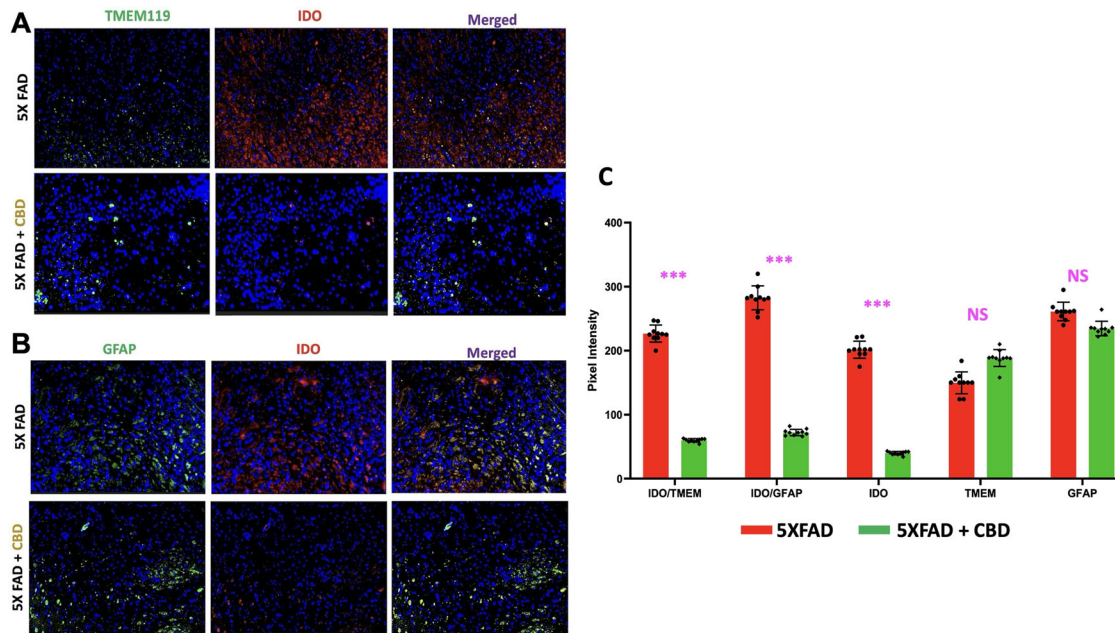 A
TMEM119 IDO Merged
5X FAD
5X FAD + CBD
B
GFAP IDO Merged
5X FAD
5X FAD + CBD
C
400
300
200
100
0
Pixel Intensity
***
***
***
NS
NS
IDO/TMEM IDO/GFAP IDO TMEM GFAP
5XFAD 5XFAD + CBD